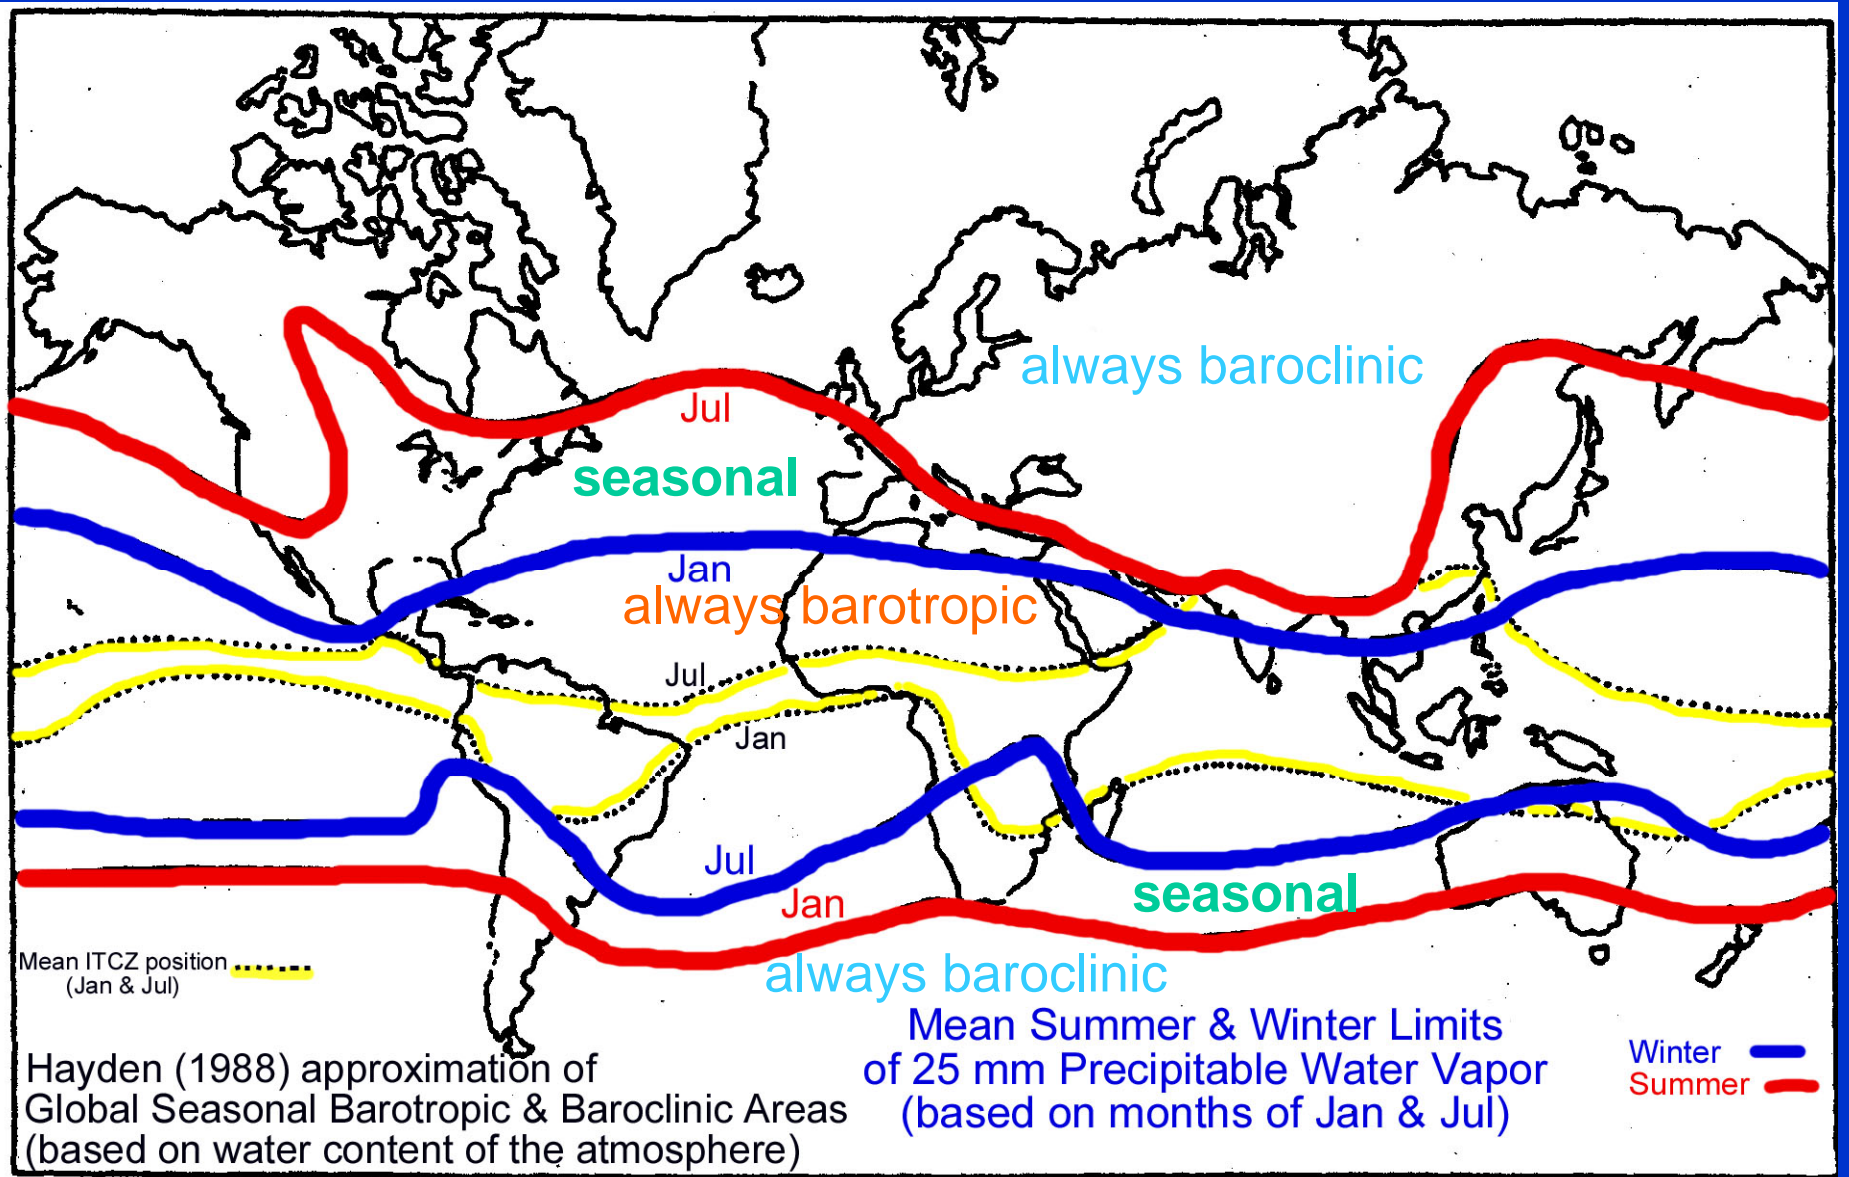 always baroclinic
Jul
seasonal
Jan
always barotropic
Jul
Jan
Jul
seasonal
Jan
always baroclinic
Mean ITCZ position
(Jan & Jul)
Hayden (1988) approximation of
Global Seasonal Barotropic & Baroclinic Areas
(based on water content of the atmosphere)
Mean Summer & Winter Limits
of 25 mm Precipitable Water Vapor
(based on months of Jan & Jul)
Winter
Summer